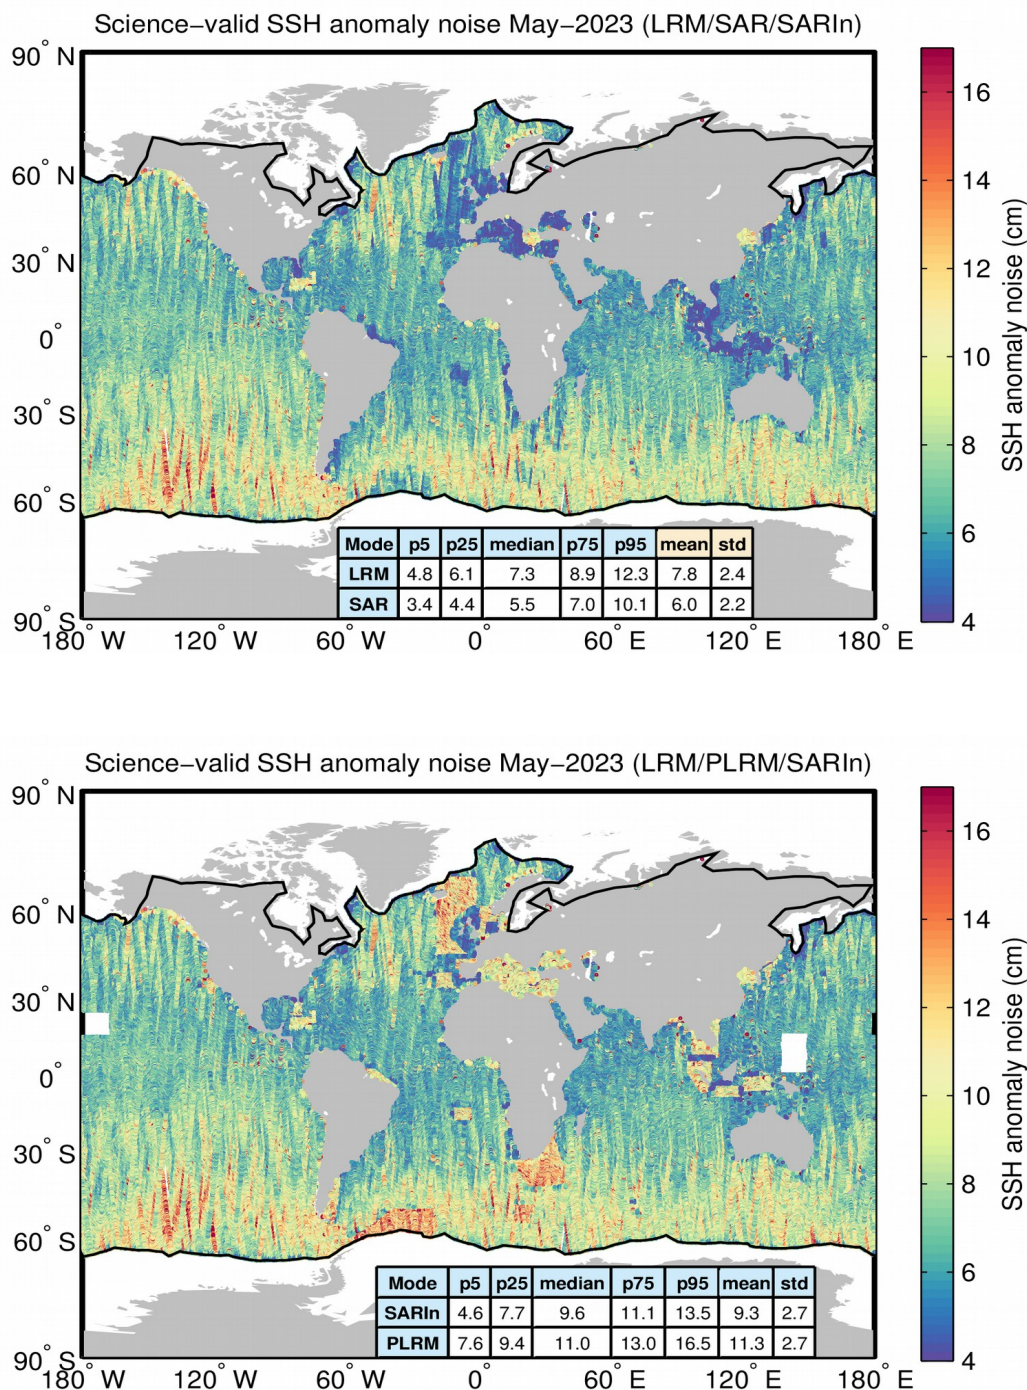 Science−valid SSH anomaly noise May−2023 (LRM/SAR/SARIn)
90° N
60° N
30° N
0°
30° S
60° S
90° S
180° W
120° W
60° W
0°
60° E
120° E
180° E
Mode p5 p25 median p75 p95 mean std
LRM 4.8 6.1 7.3 8.9 12.3 7.8 2.4
SAR 3.4 4.4 5.5 7.0 10.1 6.0 2.2
16
14
12
10
8
6
4
SSH anomaly noise (cm)
Science−valid SSH anomaly noise May−2023 (LRM/PLRM/SARIn)
90° N
60° N
30° N
0°
30° S
60° S
90° S
180° W
120° W
60° W
0°
60° E
120° E
180° E
Mode p5 p25 median p75 p95 mean std
SARIn 4.6 7.7 9.6 11.1 13.5 9.3 2.7
PLRM 7.6 9.4 11.0 13.0 16.5 11.3 2.7
16
14
12
10
8
6
4
SSH anomaly noise (cm)